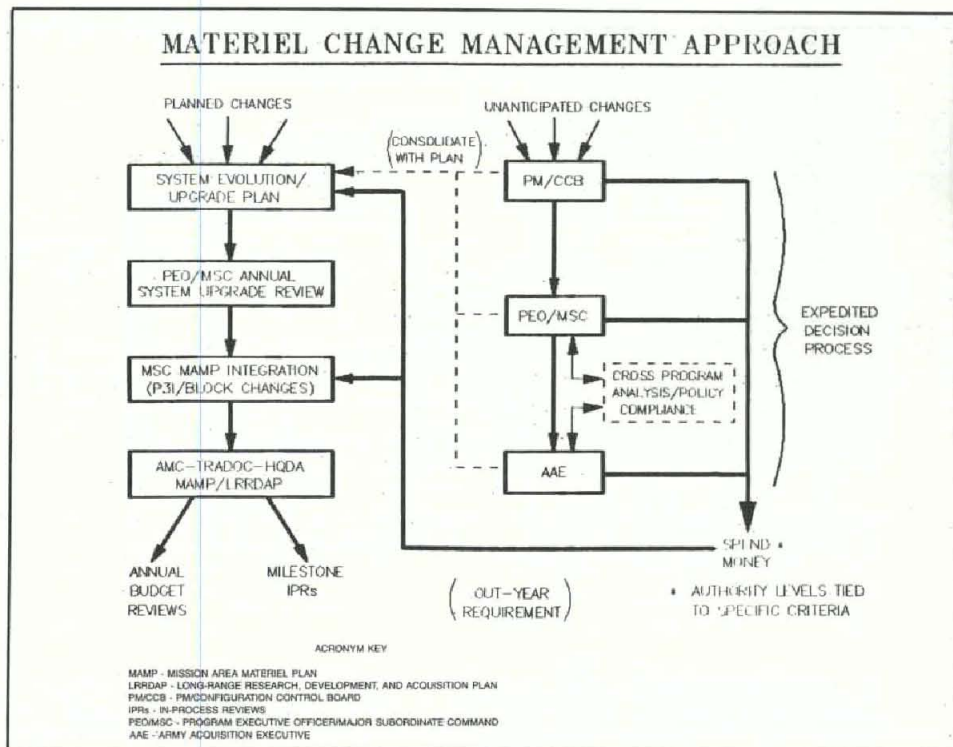 MATERIEL CHANGE MANAGEMENT APPROACH
PLANNED CHANGES
SYSTEM EVOLUTION/
UPGRADE PLAN
PEO/MSC ANNUAL
SYSTEM UPGRADE REVIEW
MSC MAMP INTEGRATION
(P3I/BLOCK CHANGES)
AMC-TRADOC-HQDA
MAMP/LRRDAP
ANNUAL
BUDGET
REVIEWS
MILESTONE
IPRs
UNANTICIPATED CHANGES
(CONSOLIDATE
WITH PLAN)
PM/CCB
PEO/MSC
CROSS PROGRAM
ANALYSIS/POLICY
COMPLIANCE
AAE
EXPEDITED
DECISION
PROCESS
SPEND *
MONEY
(OUT-YEAR
REQUIREMENT)
* AUTHORITY LEVELS TIED
TO SPECIFIC CRITERIA
ACRONYM KEY
MAMP - MISSION AREA MATERIEL PLAN
LRRDAP - LONG-RANGE RESEARCH, DEVELOPMENT, AND ACQUISITION PLAN
PM/CCB - PM/CONFIGURATION CONTROL BOARD
IPRs - IN-PROCESS REVIEWS
PEO/MSC - PROGRAM EXECUTIVE OFFICER/MAJOR SUBORDINATE COMMAND
AAE - ARMY ACQUISITION EXECUTIVE